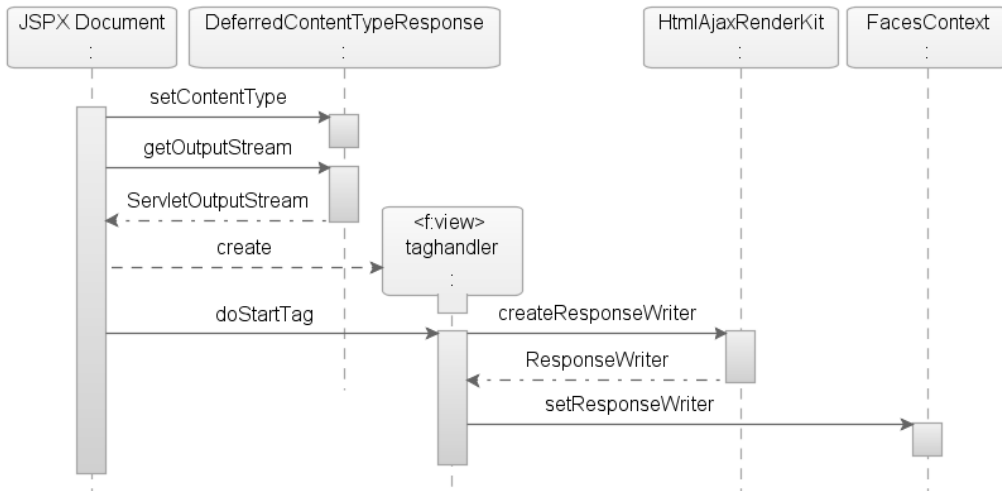 JSPX Document
:
DeferredContentTypeResponse
:
HtmlAjaxRenderKit
:
FacesContext
:
setContentType
getOutputStream
ServletOutputStream
<f:view>
taghandler
:
create
doStartTag
createResponseWriter
ResponseWriter
setResponseWriter